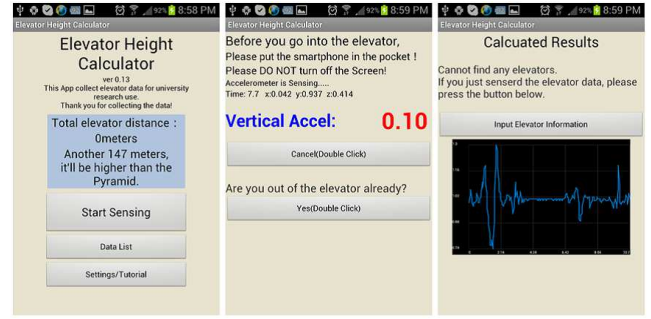 92% 8:58 PM
Elevator Height Calculator
Elevator Height
Calculator
ver 0.13
This App collect elevator data for university
research use.
Thank you for collecting the data!
Total elevator distance :
0meters
Another 147 meters,
it'll be higher than the
Pyramid.
Start Sensing
Data List
Settings/Tutorial
92% 8:59 PM
Elevator Height Calculator
Before you go into the elevator,
Please put the smartphone in the pocket !
Please DO NOT turn off the Screen!
Accelerometer is Sensing.....
Time: 7.7 x:0.042 y:0.937 z:0.414
Vertical Accel: 0.10
Cancel(Double Click)
Are you out of the elevator already?
Yes(Double Click)
92% 8:59 PM
Elevator Height Calculator
Calcuated Results
Cannot find any elevators.
If you just senserd the elevator data, please
press the button below.
Input Elevator Information